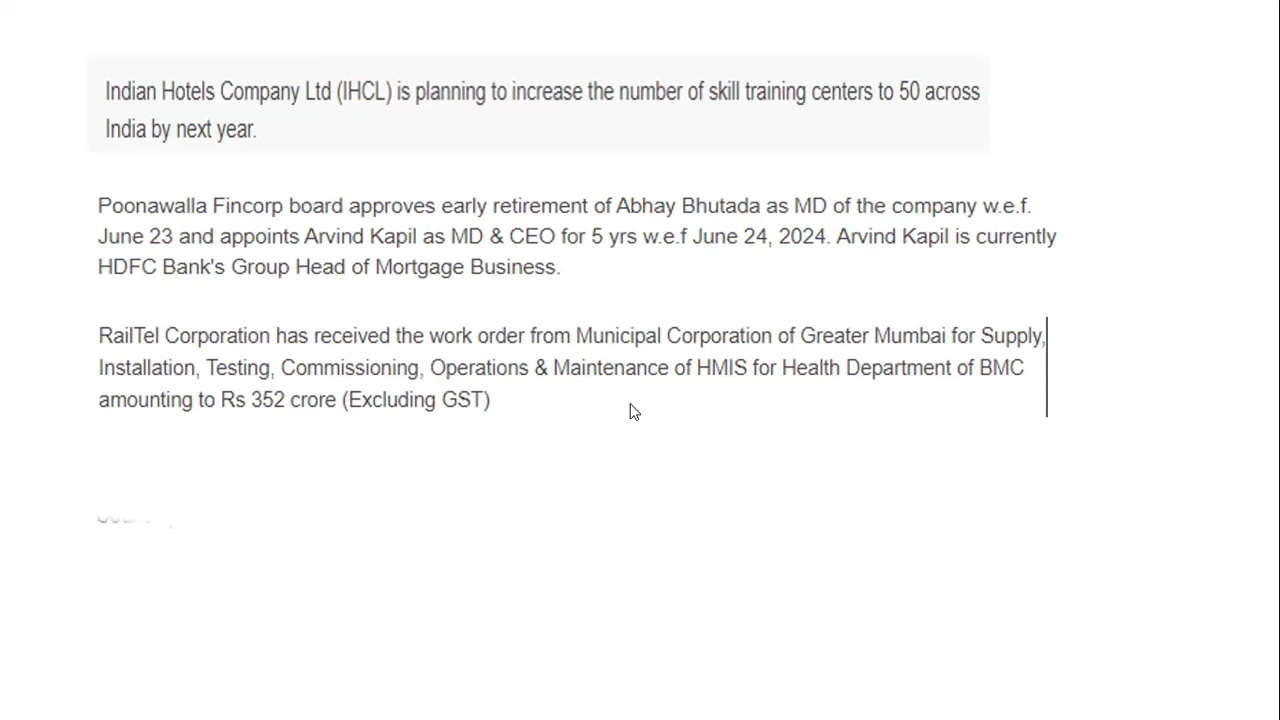 Indian Hotels Company Ltd (IHCL) is planning to increase the number of skill training centers to 50 across
India by next year.
Poonawalla Fincorp board approves early retirement of Abhay Bhutada as MD of the company w.e.f.
June 23 and appoints Arvind Kapil as MD & CEO for 5 yrs w.e.f June 24, 2024. Arvind Kapil is currently
HDFC Bank's Group Head of Mortgage Business.
RailTel Corporation has received the work order from Municipal Corporation of Greater Mumbai for Supply,
Installation, Testing, Commissioning, Operations & Maintenance of HMIS for Health Department of BMC
amounting to Rs 352 crore (Excluding GST)